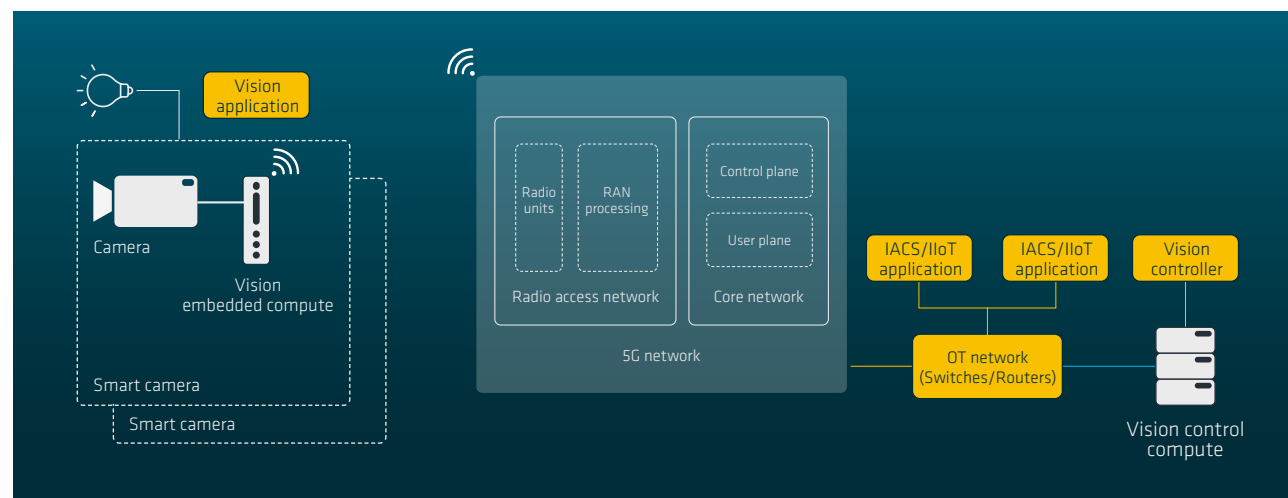 Vision
application
Camera
Vision
embedded compute
Smart camera
Smart camera
Radio
units
RAN
processing
Radio access network
Control plane
User plane
Core network
5G network
IACS/IIoT
application
IACS/IIoT
application
Vision
controller
OT network
(Switches/Routers)
Vision control
compute